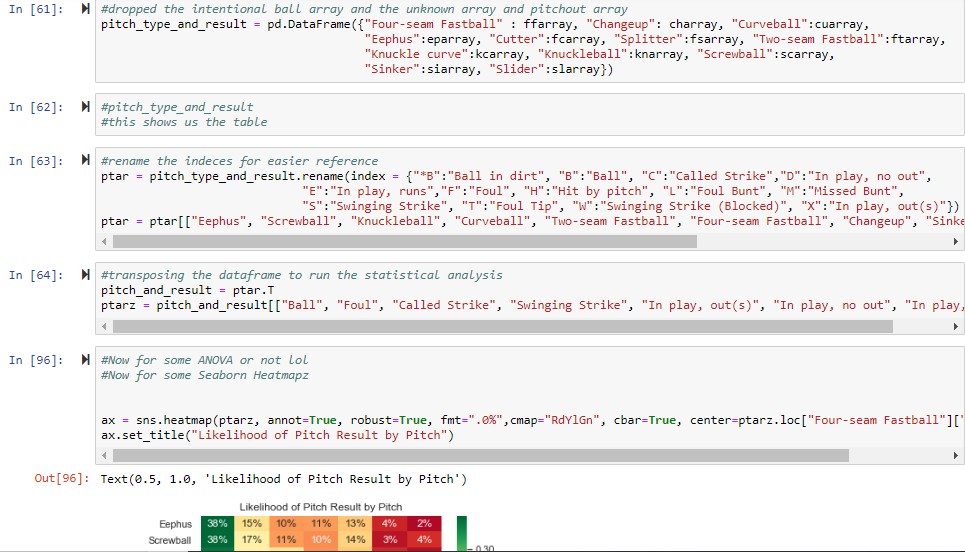 In [61]:
#dropped the intentional ball array and the unknown array and pitchout array
pitch_type_and_result = pd.DataFrame({"Four-seam Fastball" : ffarray, "Changeup": charray, "Curveball":cuarray,
"Eephus":eparray, "Cutter":fcarray, "Splitter":fsarray, "Two-seam Fastball":ftarray,
"Knuckle curve":kcarray, "Knuckleball":knarray, "Screwball":scarray,
"Sinker":siarray, "Slider":slarray})
In [62]:
#pitch_type_and_result
#this shows us the table
In [63]:
#rename the indeces for easier reference
ptar = pitch_type_and_result.rename(index = {"*B":"Ball in dirt", "B":"Ball", "C":"Called Strike","D":"In play, no out",
"E":"In play, runs","F":"Foul", "H":"Hit by pitch", "L":"Foul Bunt", "M":"Missed Bunt",
"S":"Swinging Strike", "T":"Foul Tip", "W":"Swinging Strike (Blocked)", "X":"In play, out(s)"})
ptar = ptar[["Eephus", "Screwball", "Knuckleball", "Curveball", "Two-seam Fastball", "Four-seam Fastball", "Changeup", "Sinke
In [64]:
#transposing the dataframe to run the statistical analysis
pitch_and_result = ptar.T
ptarz = pitch_and_result[["Ball", "Foul", "Called Strike", "Swinging Strike", "In play, out(s)", "In play, no out", "In play,
In [96]:
#Now for some ANOVA or not lol
#Now for some Seaborn Heatmapz
ax = sns.heatmap(ptarz, annot=True, robust=True, fmt=".0%",cmap="RdYlGn", cbar=True, center=ptarz.loc["Four-seam Fastball"]['
ax.set_title("Likelihood of Pitch Result by Pitch")
Out[96]: Text(0.5, 1.0, 'Likelihood of Pitch Result by Pitch')
Likelihood of Pitch Result by Pitch
Eephus 38% 15% 10% 11% 13% 4% 2%
Screwball 38% 17% 11% 10% 14% 3% 4%
0.30